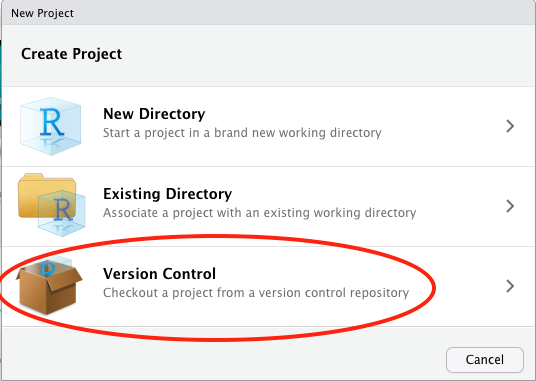 New Project
Create Project
New Directory
Start a project in a brand new working directory
Existing Directory
Associate a project with an existing working directory
Version Control
Checkout a project from a version control repository
Cancel